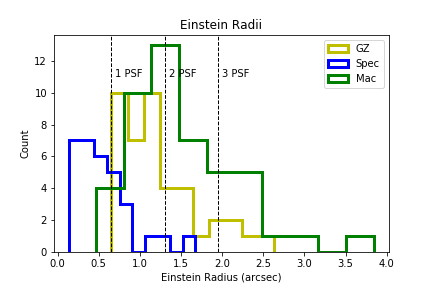 Einstein Radii
GZ
Spec
Mac
1 PSF
2 PSF
3 PSF
Count
12
10
8
6
4
2
0
0.0 0.5 1.0 1.5 2.0 2.5 3.0 3.5 4.0
Einstein Radius (arcsec)